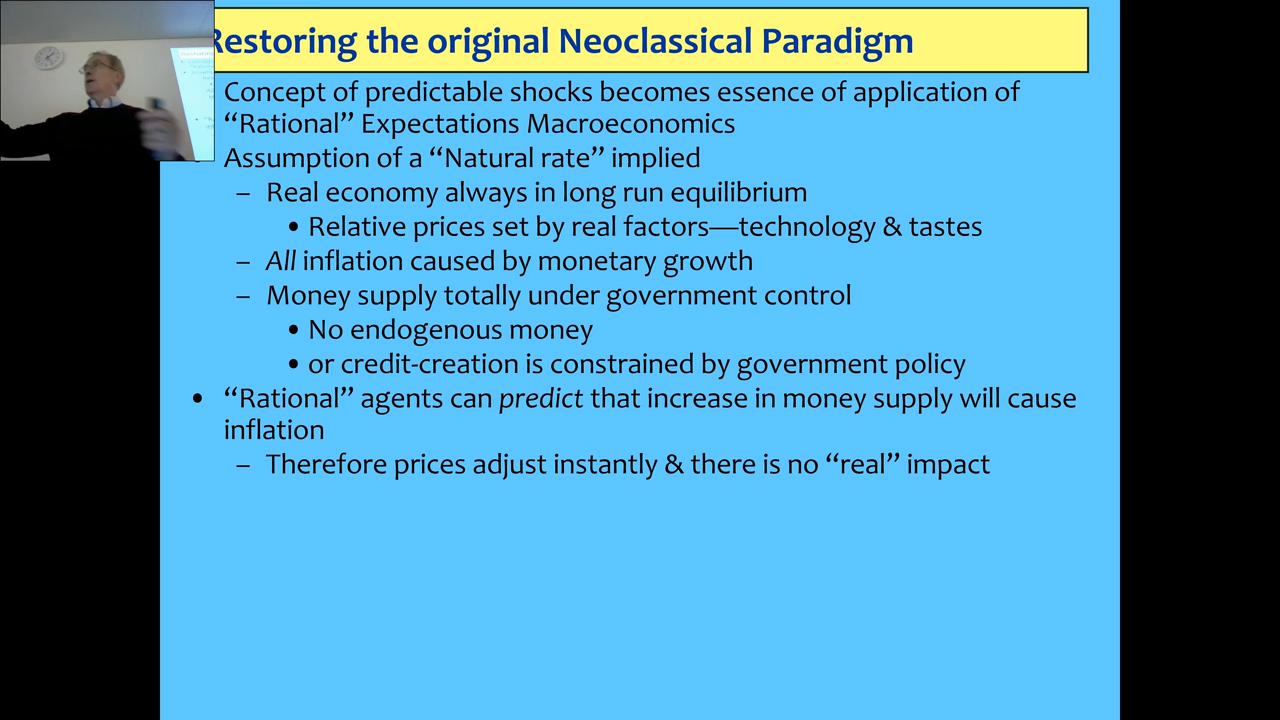 Restoring the original Neoclassical Paradigm
Concept of predictable shocks becomes essence of application of
“Rational” Expectations Macroeconomics
• Assumption of a “Natural rate” implied
– Real economy always in long run equilibrium
• Relative prices set by real factors—technology & tastes
– All inflation caused by monetary growth
– Money supply totally under government control
• No endogenous money
• or credit-creation is constrained by government policy
• “Rational” agents can predict that increase in money supply will cause
inflation
– Therefore prices adjust instantly & there is no “real” impact